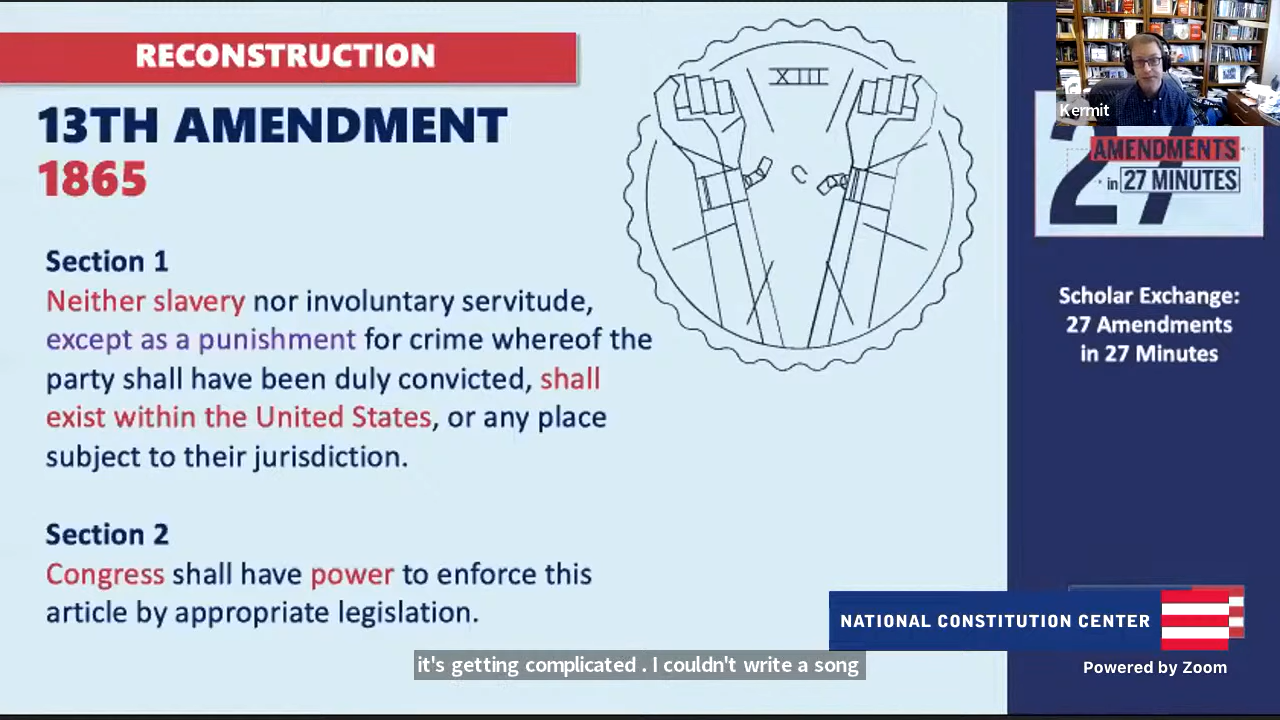 RECONSTRUCTION
13TH AMENDMENT
1865
Section 1
Neither slavery nor involuntary servitude,
except as a punishment for crime whereof the
party shall have been duly convicted, shall
exist within the United States, or any place
subject to their jurisdiction.
Section 2
Congress shall have power to enforce this
article by appropriate legislation.
XIII
Kermit
27
AMENDMENTS
in 27 MINUTES
Scholar Exchange:
27 Amendments
in 27 Minutes
NATIONAL CONSTITUTION CENTER
Powered by Zoom
it's getting complicated . I couldn't write a song